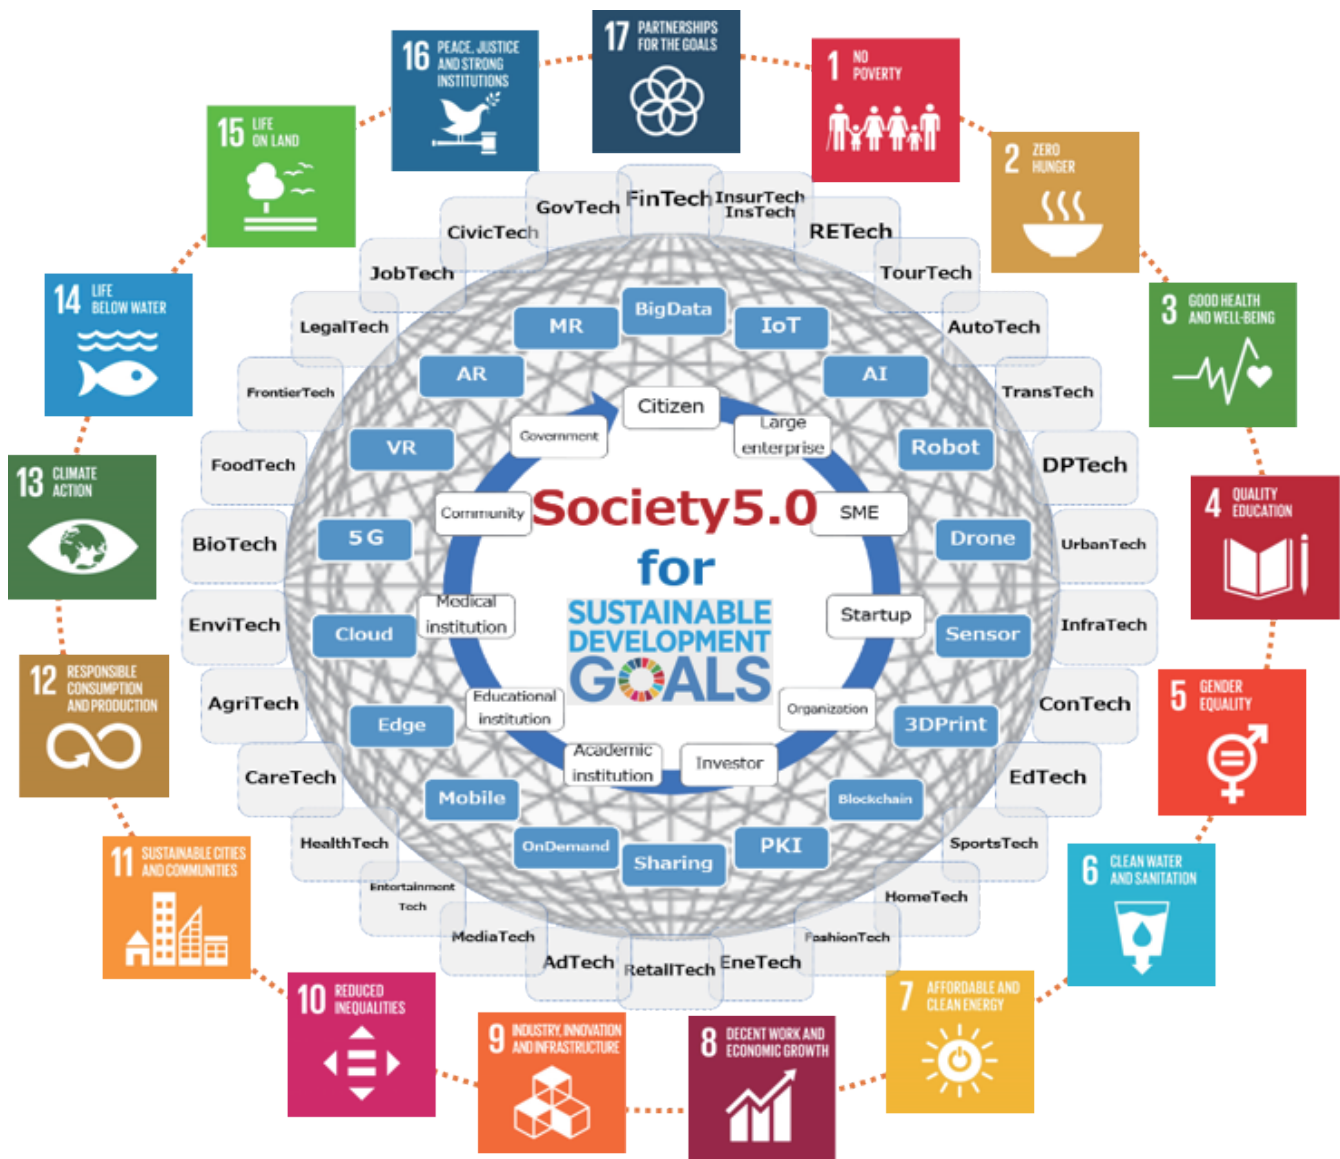 17 PARTNERSHIPS
FOR THE GOALS
1 NO
POVERTY
2 ZERO
HUNGER
3 GOOD HEALTH
AND WELL-BEING
4 QUALITY
EDUCATION
5 GENDER
EQUALITY
6 CLEAN WATER
AND SANITATION
7 AFFORDABLE AND
CLEAN ENERGY
8 DECENT WORK AND
ECONOMIC GROWTH
9 INDUSTRY, INNOVATION
AND INFRASTRUCTURE
10 REDUCED
INEQUALITIES
11 SUSTAINABLE CITIES
AND COMMUNITIES
12 RESPONSIBLE
CONSUMPTION
AND PRODUCTION
13 CLIMATE
ACTION
14 LIFE
BELOW WATER
15 LIFE
ON LAND
16 PEACE, JUSTICE
AND STRONG
INSTITUTIONS
FinTech
InsurTech
InsTech
RETech
TourTech
AutoTech
TransTech
DPTech
UrbanTech
InfraTech
ConTech
EdTech
SportsTech
HomeTech
FashionTech
EneTech
RetailTech
AdTech
MediaTech
Entertainment
Tech
HealthTech
CareTech
AgriTech
EnviTech
BioTech
FoodTech
FrontierTech
LegalTech
JobTech
CivicTech
GovTech
BigData
IoT
AI
Robot
Drone
Sensor
3DPrint
Blockchain
PKI
Sharing
OnDemand
Mobile
Edge
Cloud
5G
VR
AR
MR
Citizen
Large
enterprise
SME
Startup
Organization
Investor
Academic
institution
Educational
institution
Medical
institution
Community
Government
Society5.0
for
SUSTAINABLE
DEVELOPMENT
GOALS